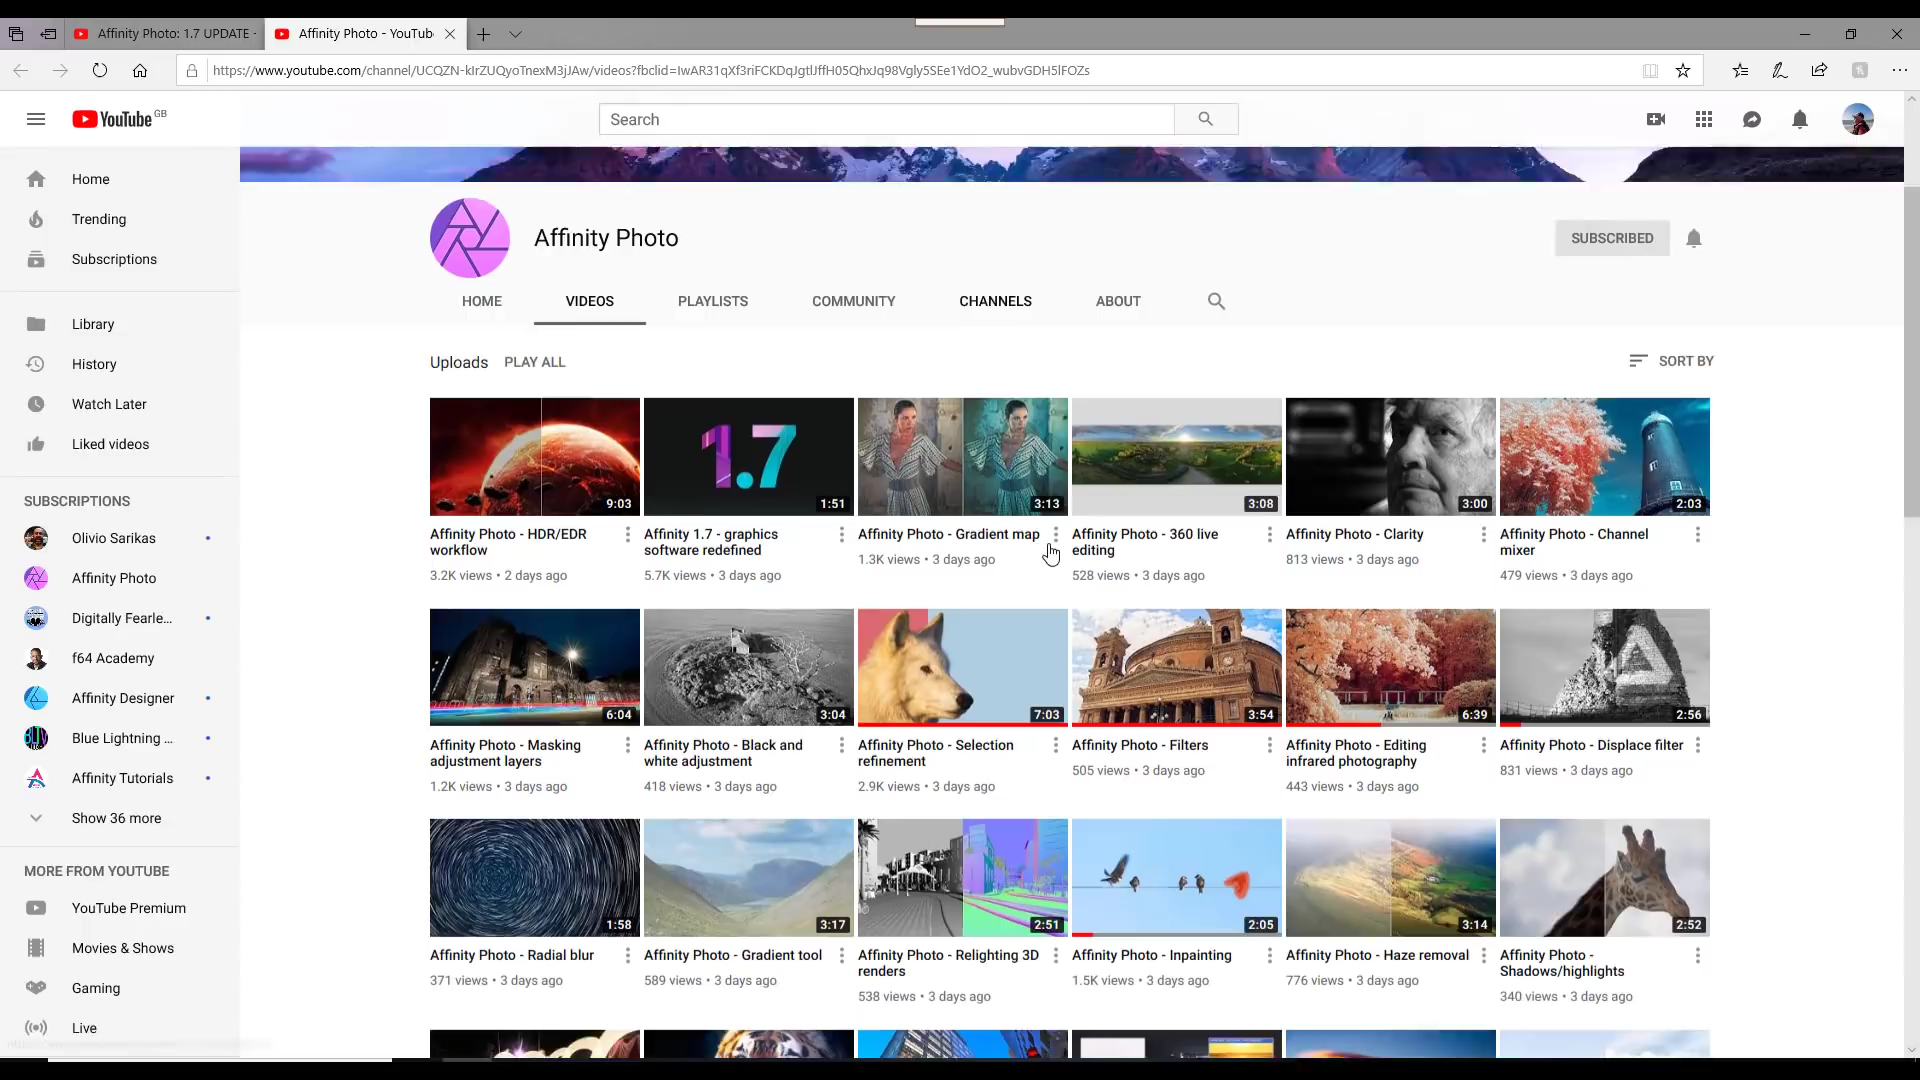 Affinity Photo: 1.7 UPDATE -
Affinity Photo - YouTub
https://www.youtube.com/channel/UCQZN-kIrZUQyoTnexM3jJAw/videos?fbclid=IwAR31qXf3riFCKDqJgtlJffH05QhxJq98Vgly5SEe1YdO2_wubvGDH5lFOZs
YouTube GB
Search
Home
Trending
Subscriptions
Library
History
Watch Later
Liked videos
SUBSCRIPTIONS
Olivio Sarikas
Affinity Photo
Digitally Fearle...
f64 Academy
Affinity Designer
Blue Lightning ...
Affinity Tutorials
Show 36 more
MORE FROM YOUTUBE
YouTube Premium
Movies & Shows
Gaming
Live
Affinity Photo
SUBSCRIBED
HOME VIDEOS PLAYLISTS COMMUNITY CHANNELS ABOUT
Uploads PLAY ALL
SORT BY
9:03
1.7
1:51
3:13
3:08
3:00
2:03
Affinity Photo - HDR/EDR
workflow
3.2K views • 2 days ago
Affinity 1.7 - graphics
software redefined
5.7K views • 3 days ago
Affinity Photo - Gradient map
1.3K views • 3 days ago
Affinity Photo - 360 live
editing
528 views • 3 days ago
Affinity Photo - Clarity
813 views • 3 days ago
Affinity Photo - Channel
mixer
479 views • 3 days ago
6:04
3:04
7:03
3:54
6:39
A
2:56
Affinity Photo - Masking
adjustment layers
1.2K views • 3 days ago
Affinity Photo - Black and
white adjustment
418 views • 3 days ago
Affinity Photo - Selection
refinement
2.9K views • 3 days ago
Affinity Photo - Filters
505 views • 3 days ago
Affinity Photo - Editing
infrared photography
443 views • 3 days ago
Affinity Photo - Displace filter
831 views • 3 days ago
1:58
3:17
2:51
2:05
3:14
2:52
Affinity Photo - Radial blur
371 views • 3 days ago
Affinity Photo - Gradient tool
589 views • 3 days ago
Affinity Photo - Relighting 3D
renders
538 views • 3 days ago
Affinity Photo - Inpainting
1.5K views • 3 days ago
Affinity Photo - Haze removal
776 views • 3 days ago
Affinity Photo -
Shadows/highlights
340 views • 3 days ago